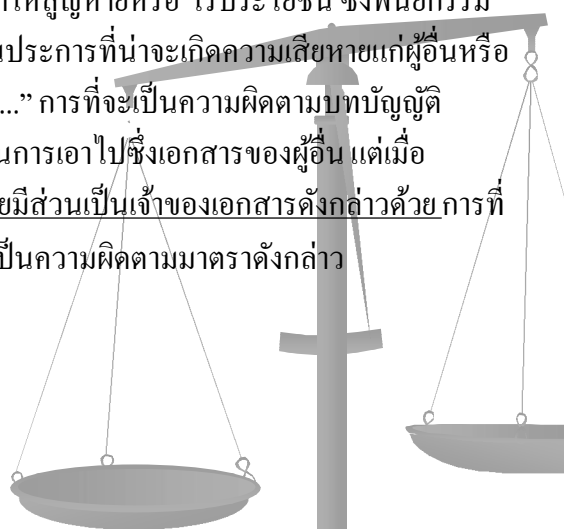 ให้สูญหายหรือ ไร้ประโยชน์ ซึ่งพินัยกรรม
ประการที่น่าจะเกิดความเสียหายแก่ผู้อื่นหรือ
...” การที่จะเป็นความผิดตามบทบัญญัติ
นการเอาไปซึ่งเอกสารของผู้อื่น แต่เมื่อ
ยมีส่วนเป็นเจ้าของเอกสารดังกล่าวด้วย การที่
เป็นความผิดตามมาตราดังกล่าว